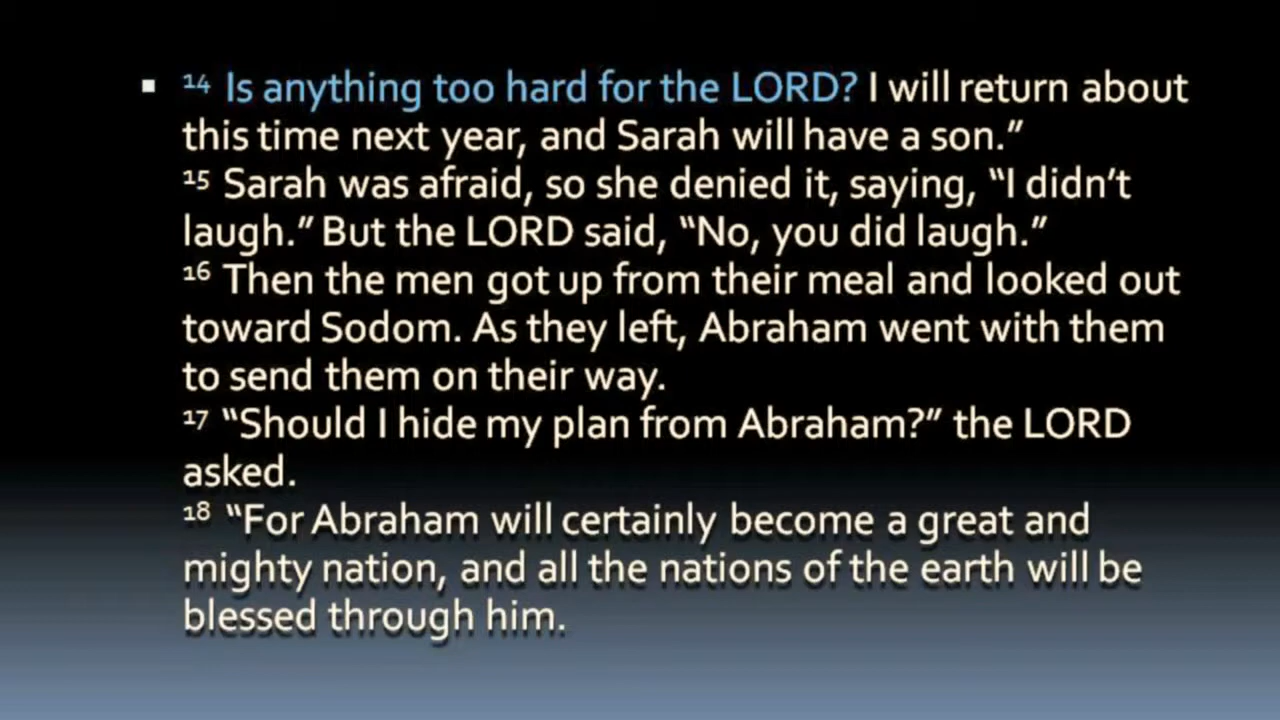 ▪ ¹⁴ Is anything too hard for the LORD? I will return about
this time next year, and Sarah will have a son.”
¹⁵ Sarah was afraid, so she denied it, saying, “I didn’t
laugh.” But the LORD said, “No, you did laugh.”
¹⁶ Then the men got up from their meal and looked out
toward Sodom. As they left, Abraham went with them
to send them on their way.
¹⁷ “Should I hide my plan from Abraham?” the LORD
asked.
¹⁸ “For Abraham will certainly become a great and
mighty nation, and all the nations of the earth will be
blessed through him.